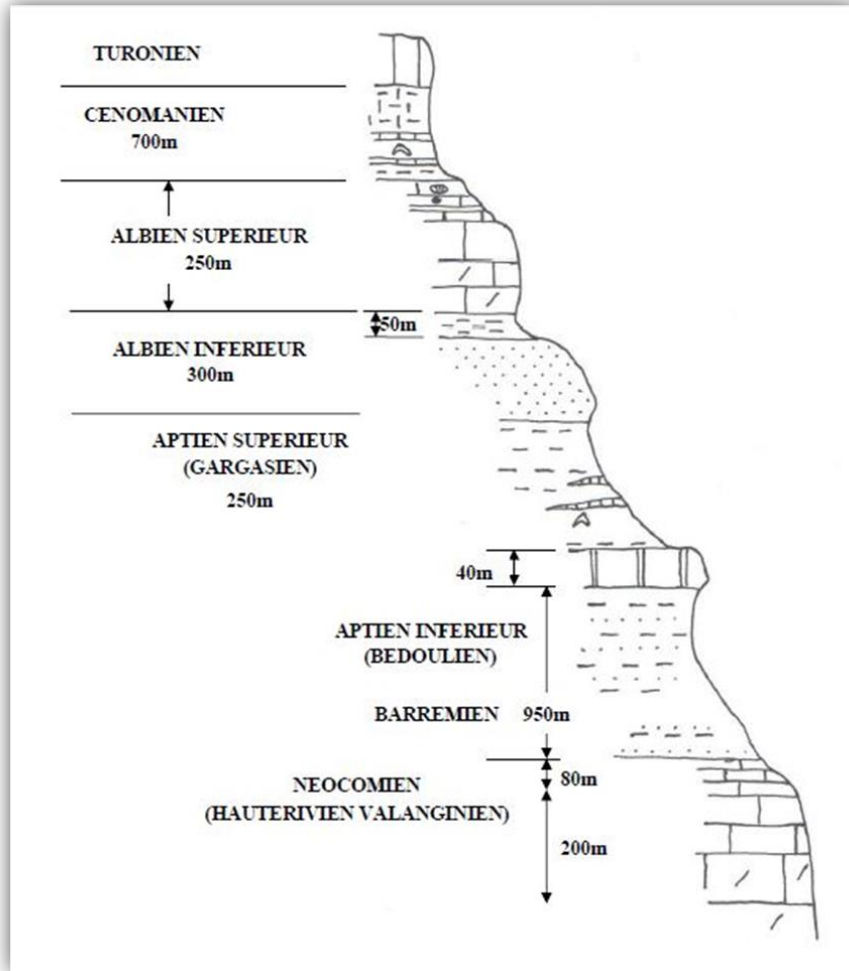 TURONIEN
CENOMANIEN
700m
ALBIEN SUPERIEUR
250m
50m
ALBIEN INFERIEUR
300m
APTIEN SUPERIEUR
(GARGASIEN)
250m
40m
APTIEN INFERIEUR
(BEDOULIEN)
BARREMIEN 950m
NEOCOMIEN 80m
(HAUTERIVIEN VALANGINIEN)
200m